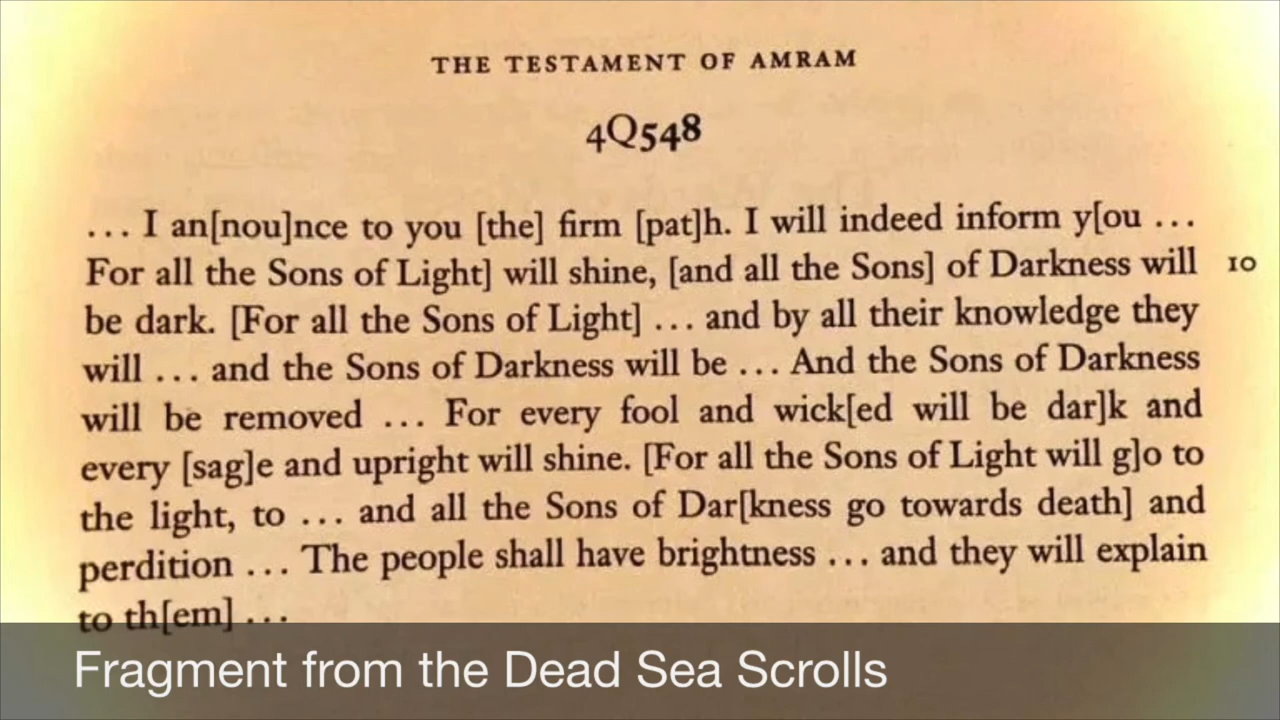 THE TESTAMENT OF AMRAM
4Q548
... I an[nou]nce to you [the] firm [pat]h. I will indeed inform y[ou ...
For all the Sons of Light] will shine, [and all the Sons] of Darkness will 10
be dark. [For all the Sons of Light] ... and by all their knowledge they
will ... and the Sons of Darkness will be ... And the Sons of Darkness
will be removed ... For every fool and wick[ed will be dar]k and
every [sag]e and upright will shine. [For all the Sons of Light will g]o to
the light, to ... and all the Sons of Dar[kness go towards death] and
perdition ... The people shall have brightness ... and they will explain
to th[em] ...
Fragment from the Dead Sea Scrolls